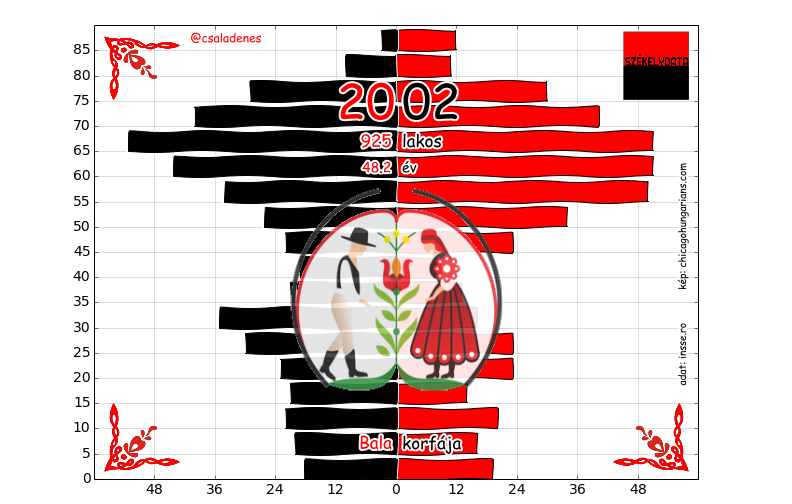 @csaladenes
SZÉKELYDATA
2002
925 lakos
48.2 év
Bala korfája
kép: chicagohungarians.com
adat: insse.ro
85
80
75
70
65
60
55
50
45
40
35
30
25
20
15
10
5
0
48 36 24 12 0 12 24 36 48